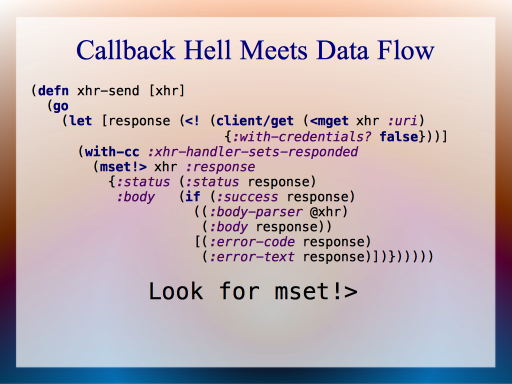 Callback Hell Meets Data Flow
(defn xhr-send [xhr]
  (go
    (let [response (<! (client/get (<mget xhr :uri)
                         {:with-credentials? false}))]
      (with-cc :xhr-handler-sets-responded
        (mset!> xhr :response
          {:status (:status response)
           :body   (if (:success response)
                     ((:body-parser @xhr)
                      (:body response))
                     [(:error-code response)
                      (:error-text response)])})))))
Look for mset!>